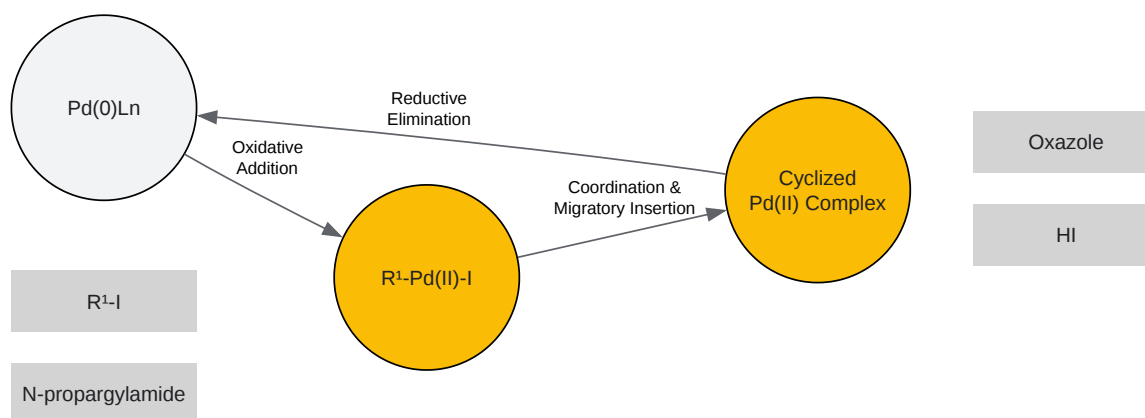 Pd(0)Ln
Reductive
Elimination
Oxidative
Addition
Coordination &
Migratory Insertion
Cyclized
Pd(II) Complex
Oxazole
HI
R¹-Pd(II)-I
R¹-I
N-propargylamide